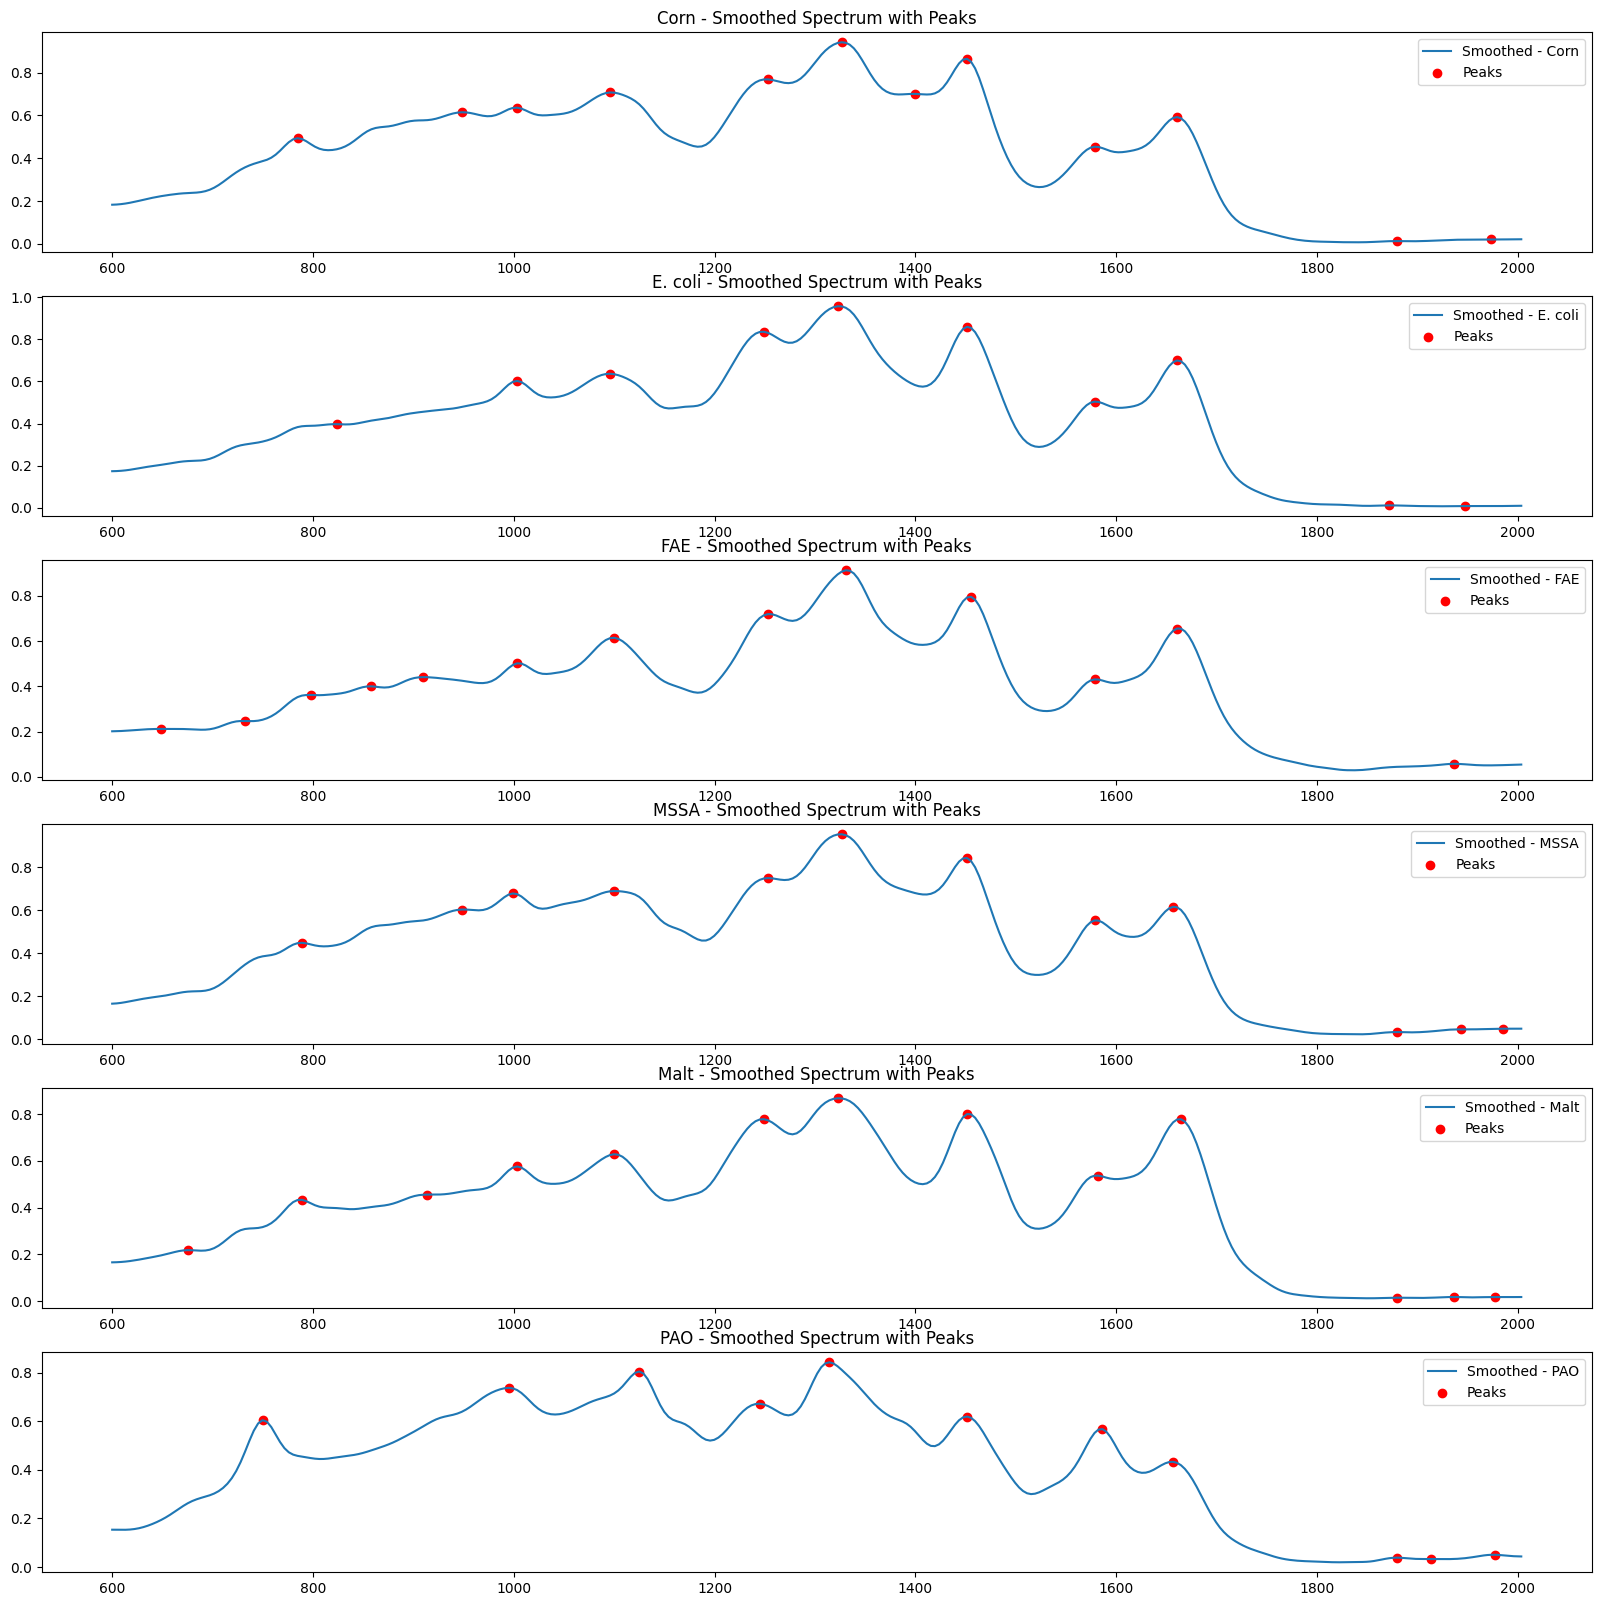 Corn - Smoothed Spectrum with Peaks
Smoothed - Corn
Peaks
0.8
0.6
0.4
0.2
0.0
600 800 1000 1200 1400 1600 1800 2000
E. coli - Smoothed Spectrum with Peaks
Smoothed - E. coli
Peaks
1.0
0.8
0.6
0.4
0.2
0.0
600 800 1000 1200 1400 1600 1800 2000
FAE - Smoothed Spectrum with Peaks
Smoothed - FAE
Peaks
0.8
0.6
0.4
0.2
0.0
600 800 1000 1200 1400 1600 1800 2000
MSSA - Smoothed Spectrum with Peaks
Smoothed - MSSA
Peaks
0.8
0.6
0.4
0.2
0.0
600 800 1000 1200 1400 1600 1800 2000
Malt - Smoothed Spectrum with Peaks
Smoothed - Malt
Peaks
0.8
0.6
0.4
0.2
0.0
600 800 1000 1200 1400 1600 1800 2000
PAO - Smoothed Spectrum with Peaks
Smoothed - PAO
Peaks
0.8
0.6
0.4
0.2
0.0
600 800 1000 1200 1400 1600 1800 2000